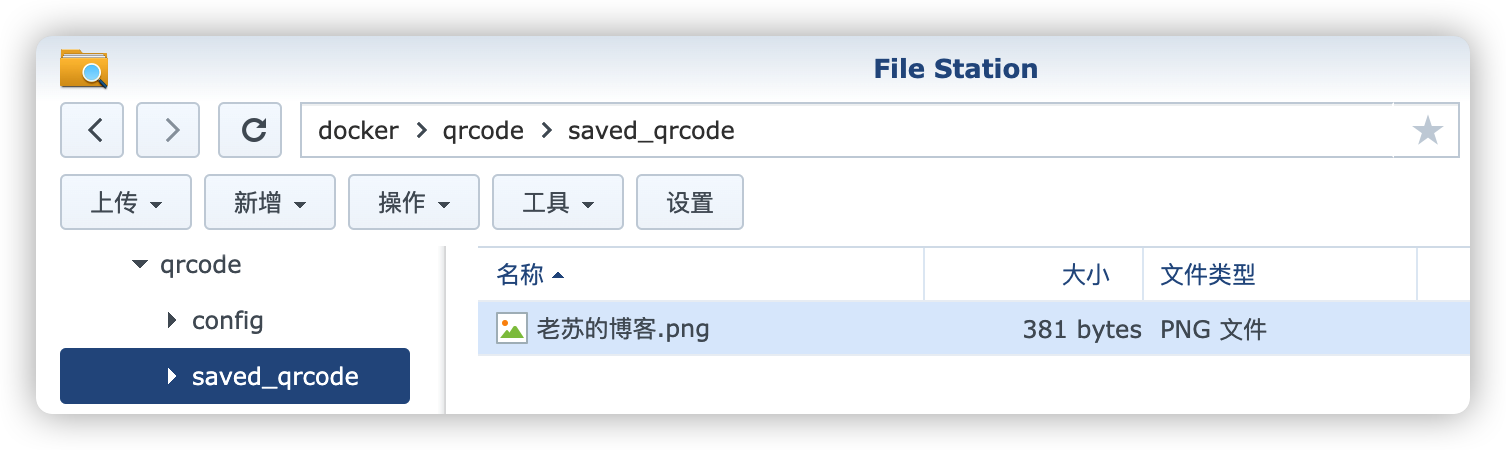 File Station
docker > qrcode > saved_qrcode
上传 新增 操作 工具 设置
qrcode
config
saved_qrcode
名称 大小 文件类型
老苏的博客.png 381 bytes PNG 文件